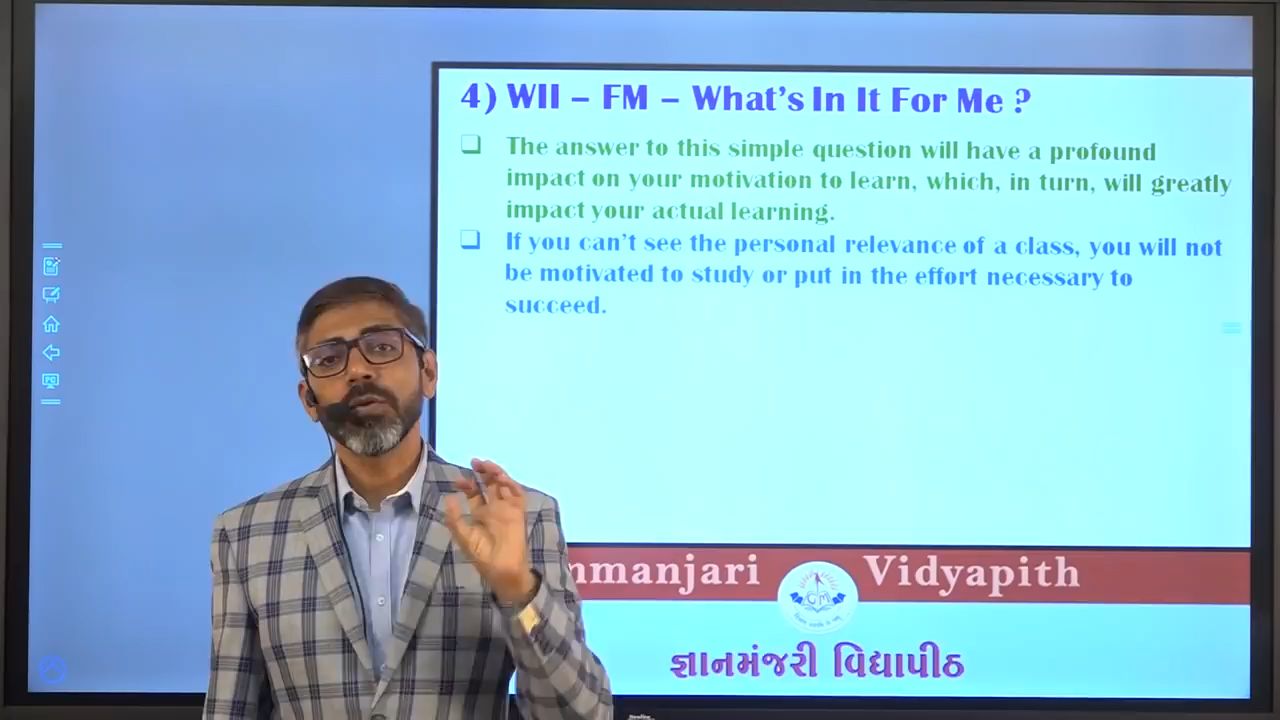 4) WII – FM – What's In It For Me ?
❑ The answer to this simple question will have a profound
impact on your motivation to learn, which, in turn, will greatly
impact your actual learning.
❑ If you can't see the personal relevance of a class, you will not
be motivated to study or put in the effort necessary to
succeed.
nmanjari Vidyapith
GM
જ્ઞાનમંજરી વિદ્યાપીઠ